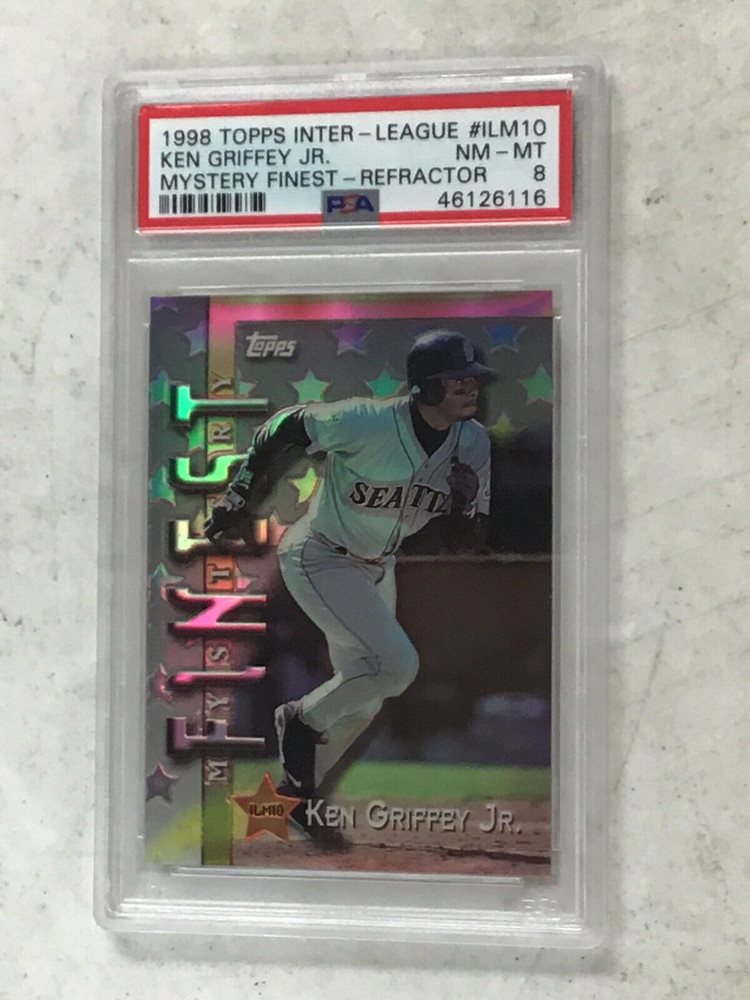 1998 TOPPS INTER-LEAGUE #ILM10
KEN GRIFFEY JR. NM-MT
MYSTERY FINEST-REFRACTOR 8
PSA 46126116
Topps
FINEST
MYSTERY
SEATTL
ILM10
KEN GRIFFEY JR.